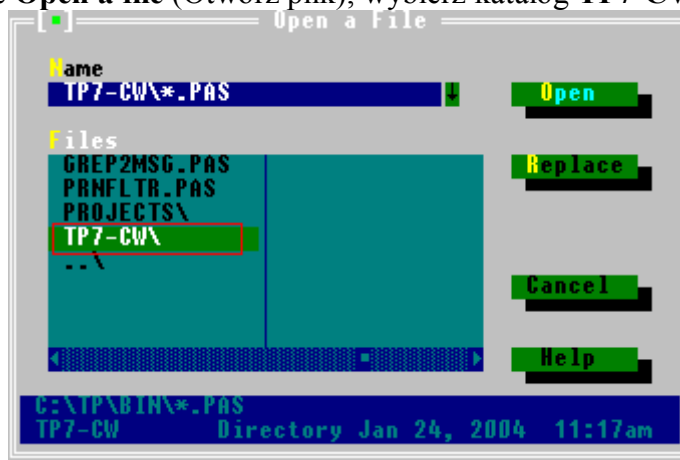 Open a file (Otwórz plik), wybierz katalog TP7-CW
Open a File
Name
TP7-CW\*.PAS
Open
Files
GREP2MSG.PAS
PRNFLTR.PAS
Replace
PROJECTS\
TP7-CW\
..\
Cancel
Help
C:\TP\BIN\*.PAS
TP7-CW Directory Jan 24, 2004 11:17am